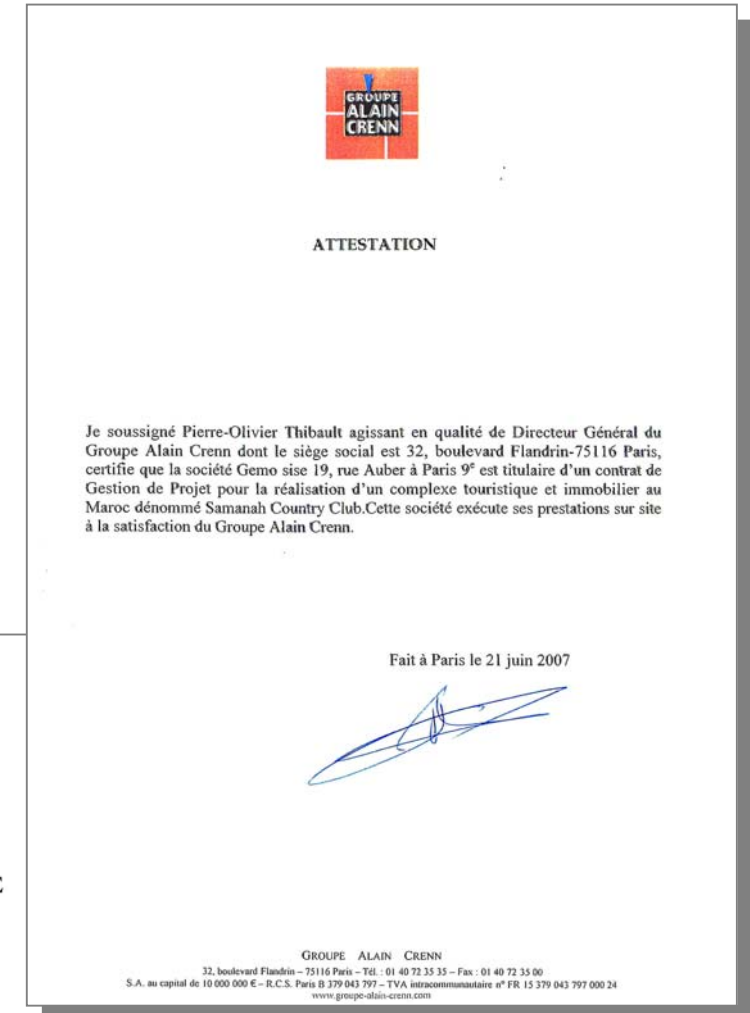 GROUPE
ALAIN
CRENN
ATTESTATION
Je soussigné Pierre-Olivier Thibault agissant en qualité de Directeur Général du
Groupe Alain Crenn dont le siège social est 32, boulevard Flandrin-75116 Paris,
certifie que la société Gemo sise 19, rue Auber à Paris 9e est titulaire d'un contrat de
Gestion de Projet pour la réalisation d'un complexe touristique et immobilier au
Maroc dénommé Samanah Country Club.Cette société exécute ses prestations sur site
à la satisfaction du Groupe Alain Crenn.
Fait à Paris le 21 juin 2007
E
GROUPE ALAIN CRENN
32, boulevard Flandrin – 75116 Paris – Tél. : 01 40 72 35 35 – Fax : 01 40 72 35 00
S.A. au capital de 10 000 000 € – R.C.S. Paris B 379 043 797 – TVA intracommunautaire n° FR 15 379 043 797 000 24
www.groupe-alain-crenn.com